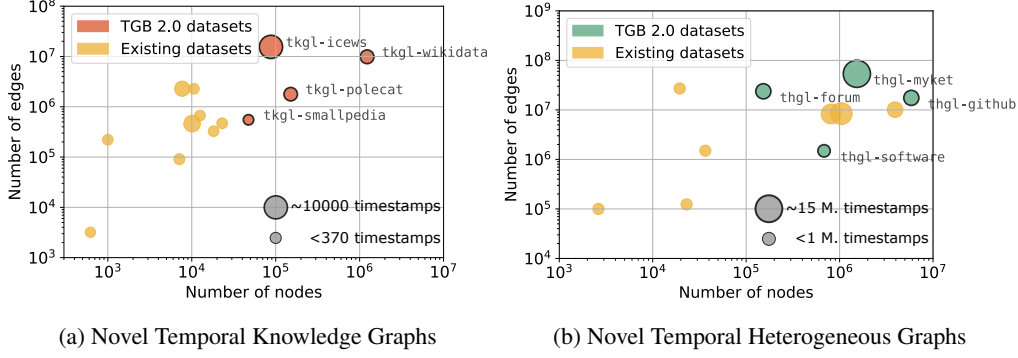 TGB 2.0 datasets
Existing datasets
tkgl-icews
tkgl-wikidata
tkgl-polecat
tkgl-smallpedia
~10000 timestamps
<370 timestamps
Number of edges
10^8
10^7
10^6
10^5
10^4
10^3
10^3 10^4 10^5 10^6 10^7
Number of nodes
(a) Novel Temporal Knowledge Graphs
TGB 2.0 datasets
Existing datasets
thgl-myket
thgl-forum
thgl-github
thgl-software
~15 M. timestamps
<1 M. timestamps
Number of edges
10^9
10^8
10^7
10^6
10^5
10^4
10^3 10^4 10^5 10^6 10^7
Number of nodes
(b) Novel Temporal Heterogeneous Graphs